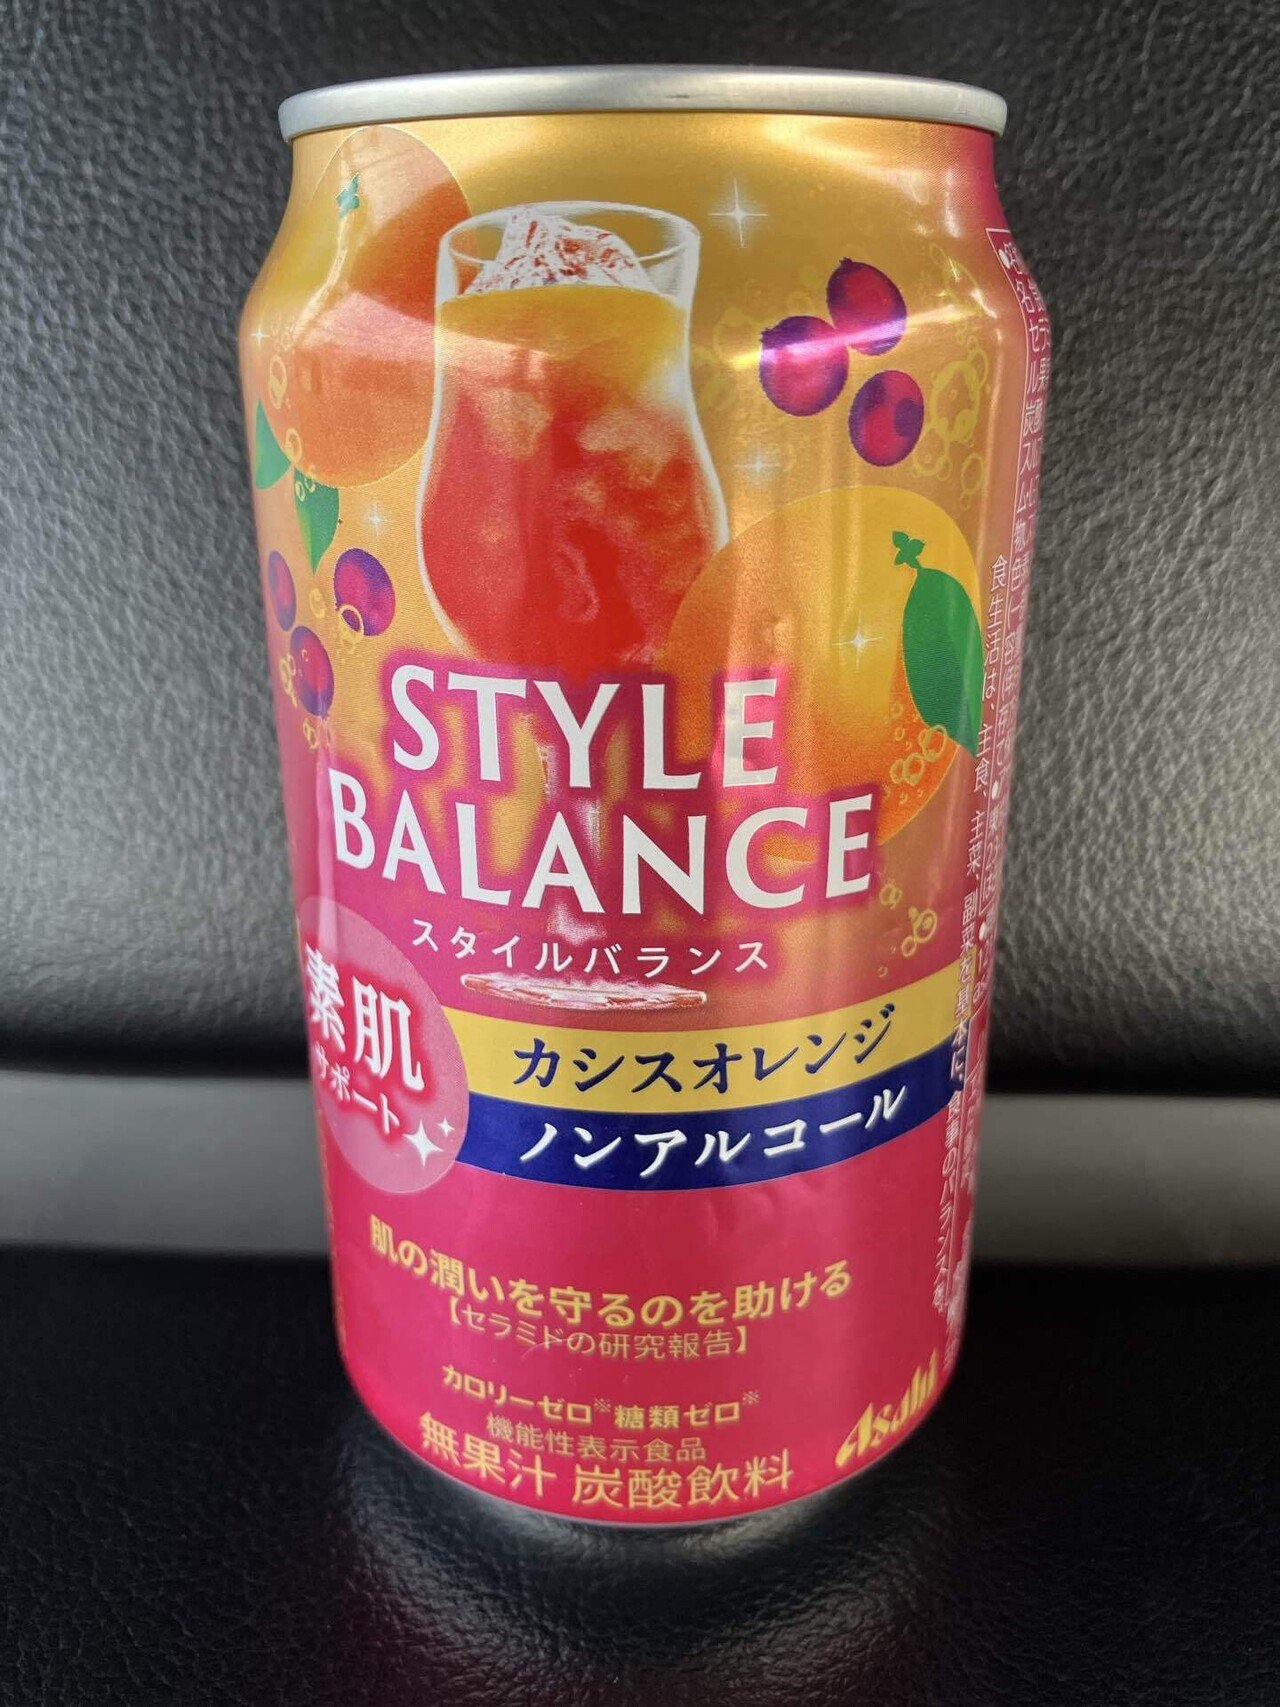 STYLE
BALANCE
スタイルバランス
素肌
サポート
カシスオレンジ
ノンアルコール
肌の潤いを守るのを助ける
【セラミドの研究報告】
カロリーゼロ※糖類ゼロ※
機能性表示食品
無果汁 炭酸飲料
Asahi
食生活は、主食、主菜、副菜を基本に、食事のバランスを。